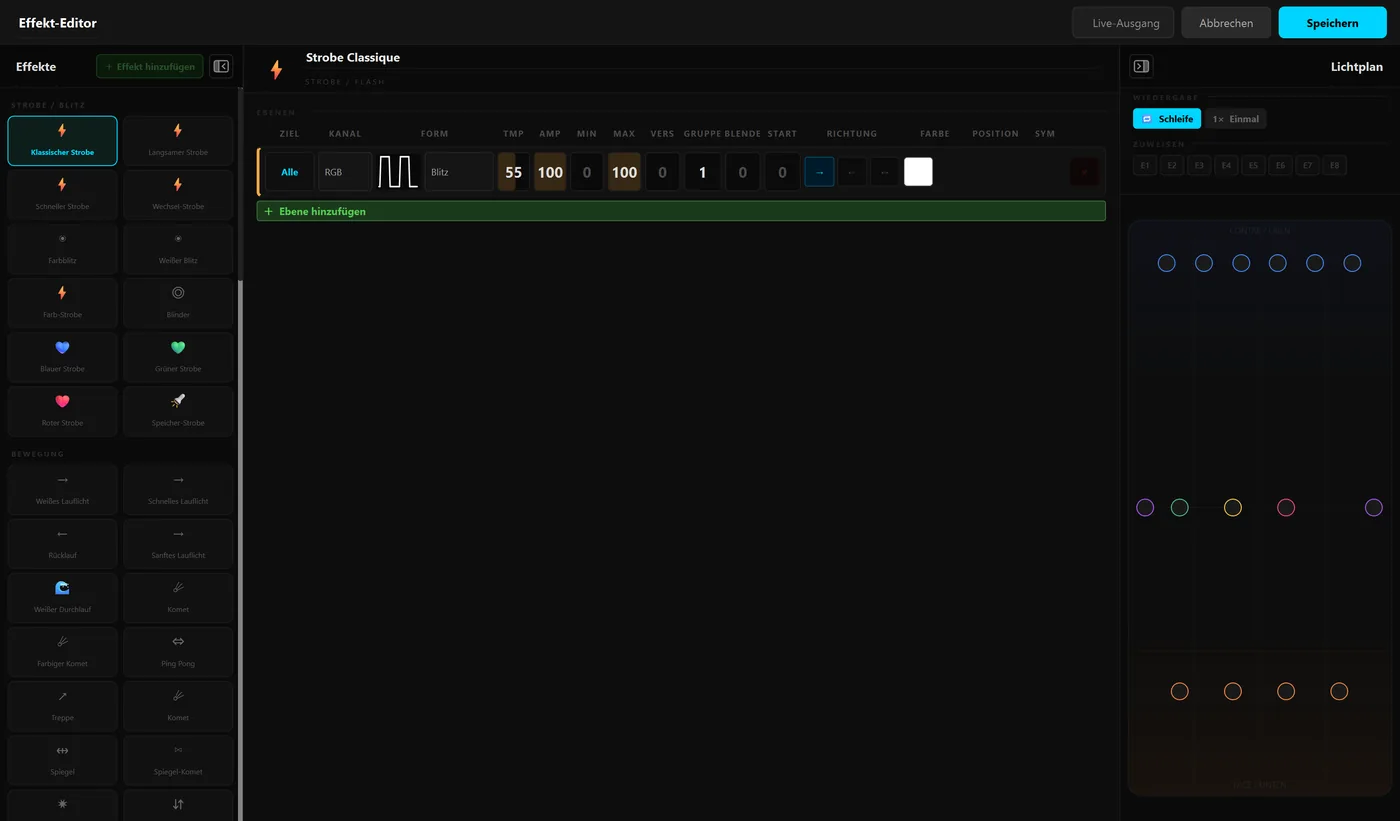 Effekt-Editor
Live-Ausgang
Abbrechen
Speichern
Effekte
+ Effekt hinzufügen
STROBE / BLITZ
Klassischer Strobe
Langsamer Strobe
Schneller Strobe
Wechsel-Strobe
Farbblitz
Weißer Blitz
Farb-Strobe
Blinder
Blauer Strobe
Grüner Strobe
Roter Strobe
Speicher-Strobe
BEWEGUNG
Weißes Lauflicht
Schnelles Lauflicht
Rücklauf
Sanftes Lauflicht
Weißer Durchlauf
Komet
Farbiger Komet
Ping Pong
Treppe
Komet
Spiegel
Spiegel-Komet
Strobe Classique
STROBE / FLASH
EBENEN
ZIEL KANAL FORM TMP AMP MIN MAX VERS GRUPPE BLENDE START RICHTUNG FARBE POSITION SYM
Alle RGB Blitz 55 100 0 100 0 1 0 0 → ← ↔
+ Ebene hinzufügen
Lichtplan
WIEDERGABE
Schleife
1× Einmal
ZUWEISEN
E1 E2 E3 E4 E5 E6 E7 E8